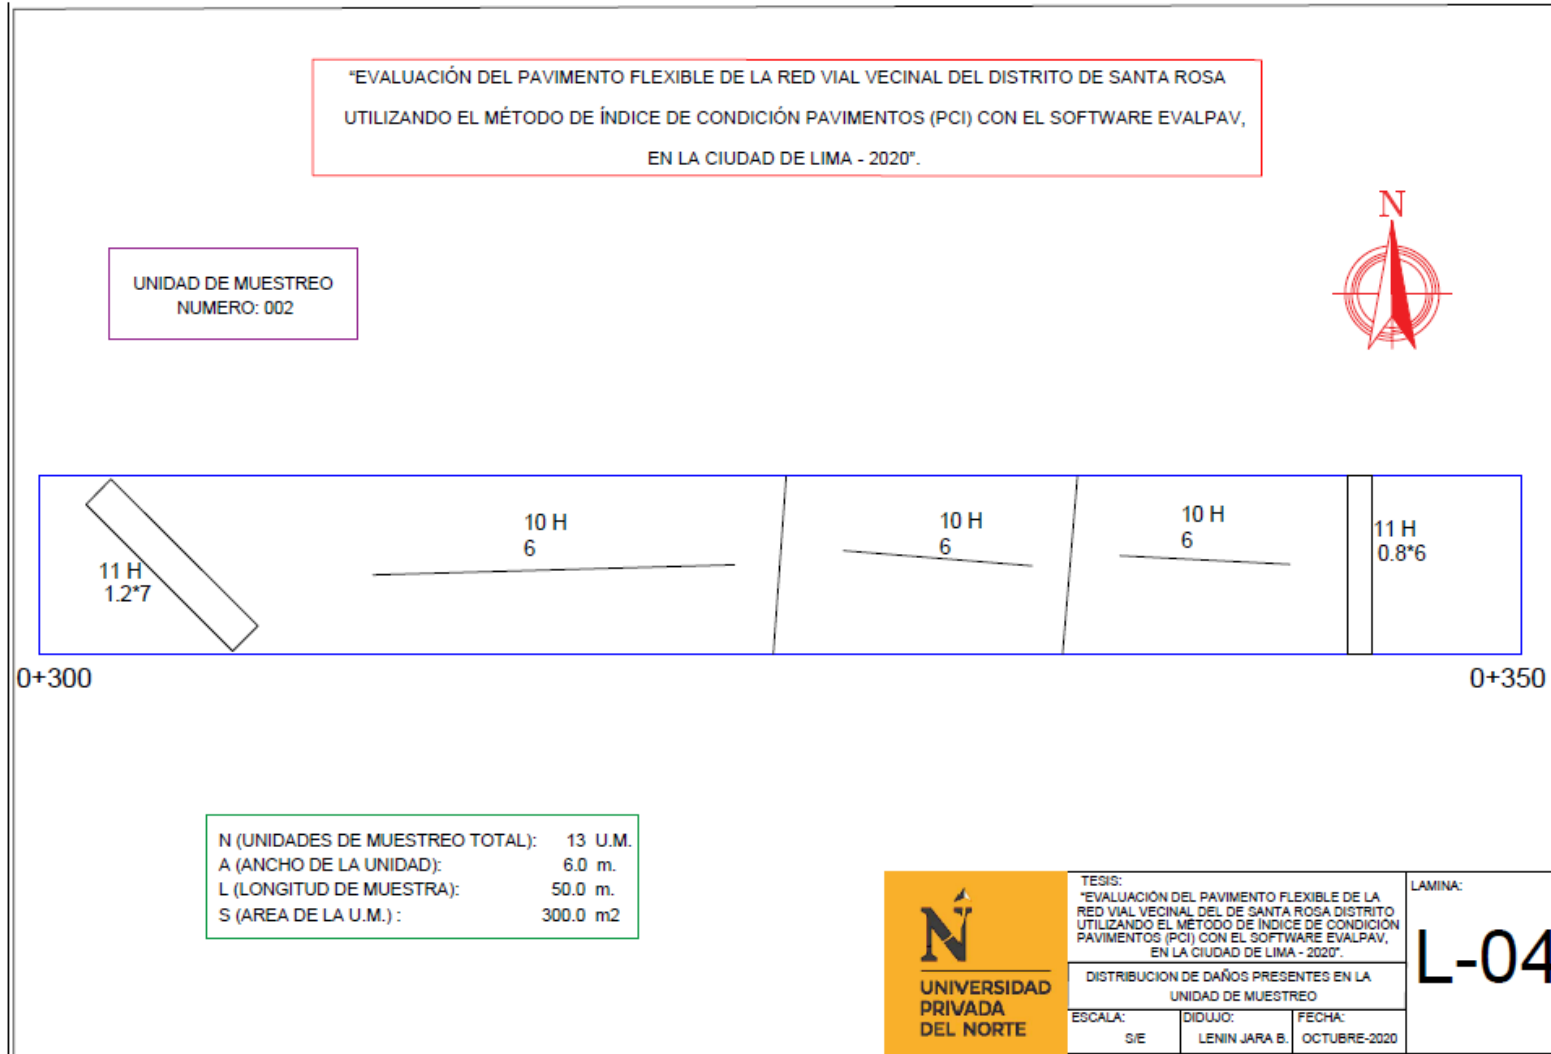 "EVALUACIÓN DEL PAVIMENTO FLEXIBLE DE LA RED VIAL VECINAL DEL DISTRITO DE SANTA ROSA
UTILIZANDO EL MÉTODO DE ÍNDICE DE CONDICIÓN PAVIMENTOS (PCI) CON EL SOFTWARE EVALPAV,
EN LA CIUDAD DE LIMA - 2020".
N
UNIDAD DE MUESTREO
NUMERO: 002
11 H
1.2*7
10 H
6
10 H
6
10 H
6
11 H
0.8*6
0+300
0+350
N (UNIDADES DE MUESTREO TOTAL): 13 U.M.
A (ANCHO DE LA UNIDAD): 6.0 m.
L (LONGITUD DE MUESTRA): 50.0 m.
S (AREA DE LA U.M.) : 300.0 m2
N
UNIVERSIDAD
PRIVADA
DEL NORTE
TESIS:
"EVALUACIÓN DEL PAVIMENTO FLEXIBLE DE LA
RED VIAL VECINAL DEL DE SANTA ROSA DISTRITO
UTILIZANDO EL MÉTODO DE ÍNDICE DE CONDICIÓN
PAVIMENTOS (PCI) CON EL SOFTWARE EVALPAV,
EN LA CIUDAD DE LIMA - 2020".
DISTRIBUCION DE DAÑOS PRESENTES EN LA
UNIDAD DE MUESTREO
ESCALA:
S/E
DIDUJO:
LENIN JARA B.
FECHA:
OCTUBRE-2020
LAMINA:
L-04